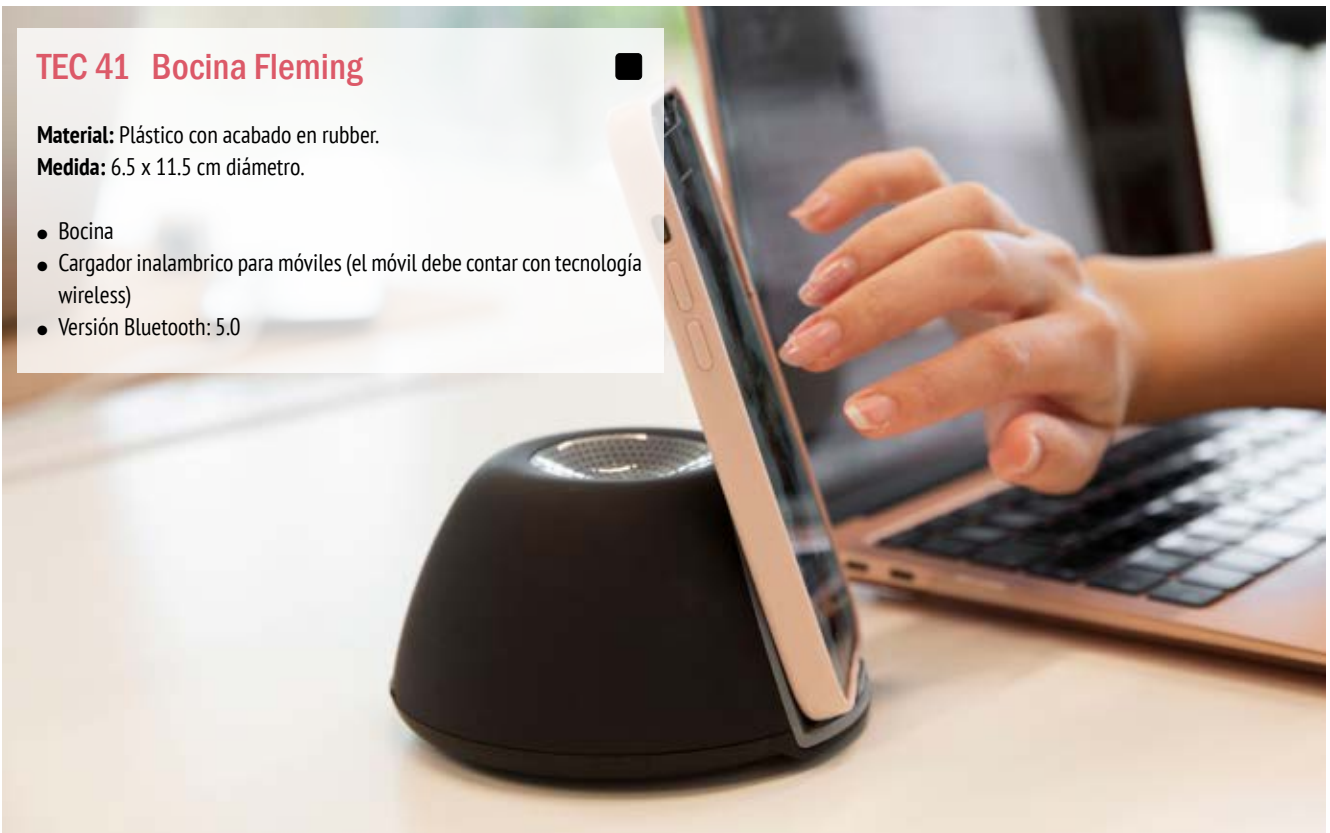 TEC 41 Bocina Fleming
Material: Plástico con acabado en rubber.
Medida: 6.5 x 11.5 cm diámetro.
● Bocina
● Cargador inalambrico para móviles (el móvil debe contar con tecnología
wireless)
● Versión Bluetooth: 5.0